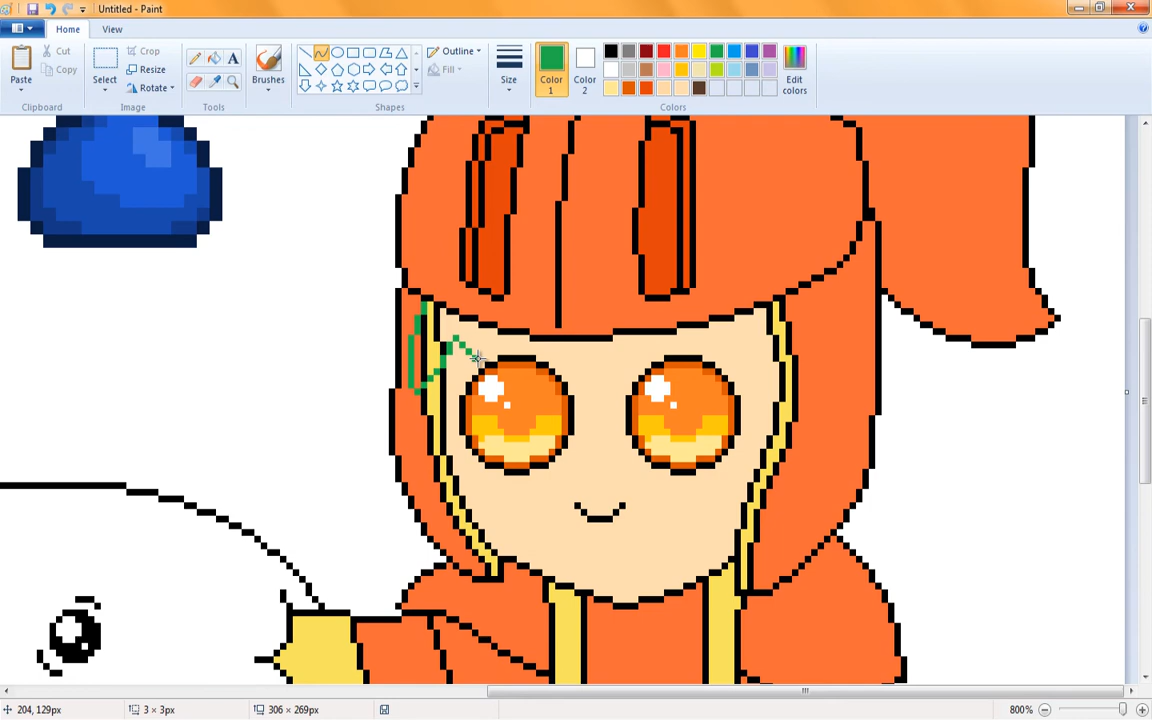 Untitled - Paint
Home View
Paste
Cut
Copy
Clipboard
Select
Crop
Resize
Rotate
Image
A
Tools
Brushes
Outline
Fill
Shapes
Size
Color 1
Color 2
Edit colors
Colors
204, 129px
3 × 3px
306 × 269px
800%